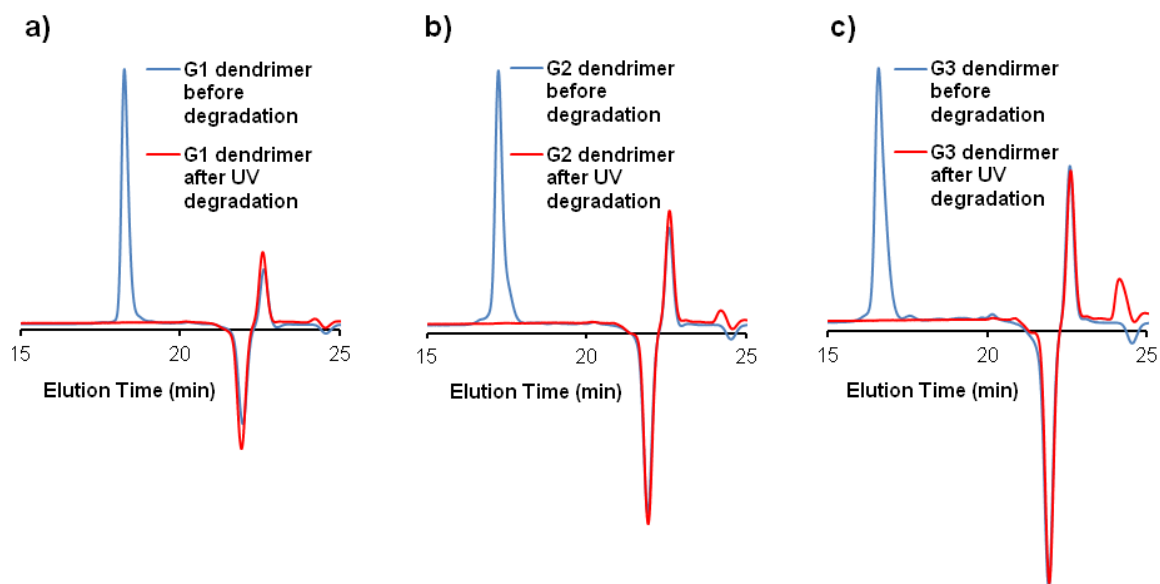 a)
G1 dendrimer
before
degradation
G1 dendrimer
after UV
degradation
15
20
25
Elution Time (min)
b)
G2 dendrimer
before
degradation
G2 dendrimer
after UV
degradation
15
20
25
Elution Time (min)
c)
G3 dendirmer
before
degradation
G3 dendirmer
after UV
degradation
15
20
25
Elution Time (min)